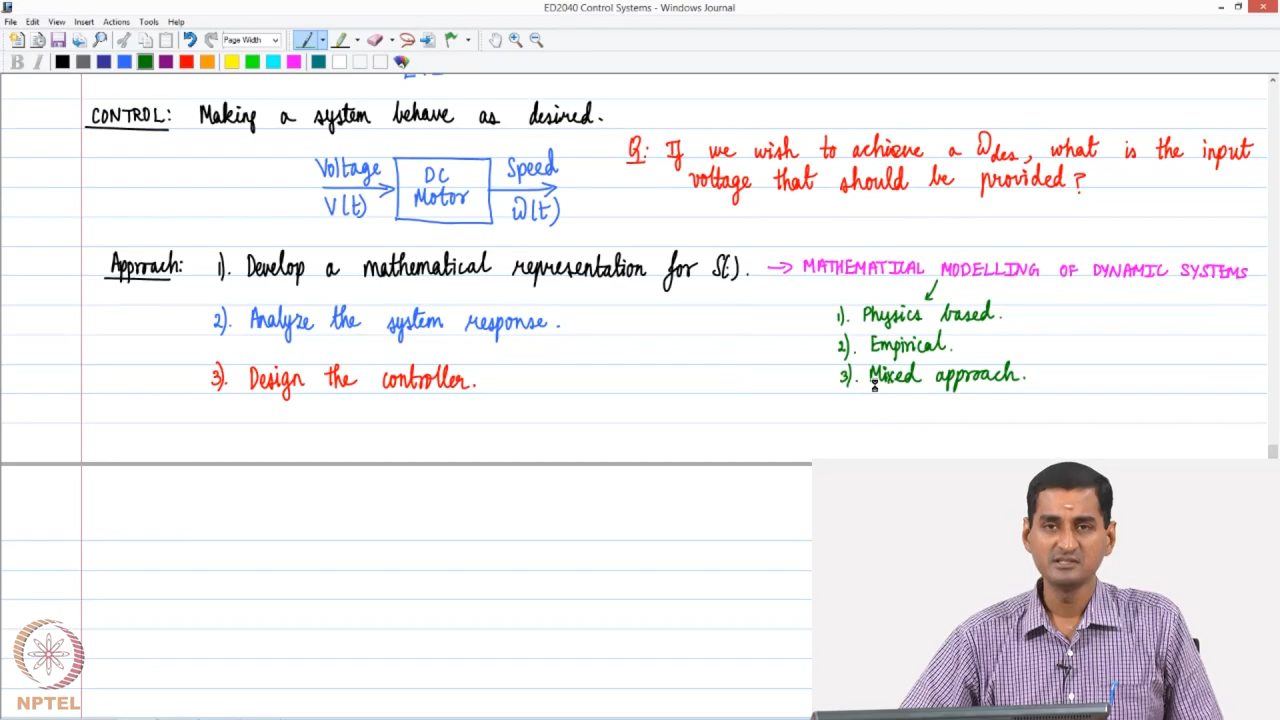 ED2040 Control Systems - Windows Journal
File Edit View Insert Actions Tools Help
Page Width
B I
CONTROL: Making a system behave as desired.
Voltage
V(t)
DC
Motor
Speed
ω(t)
Q: If we wish to achieve a ωdes, what is the input
voltage that should be provided?
Approach: 1). Develop a mathematical representation for S(.). → MATHEMATICAL MODELLING OF DYNAMIC SYSTEMS
2). Analyze the system response.
3). Design the controller.
1). Physics based.
2). Empirical.
3). Mixed approach.
NPTEL